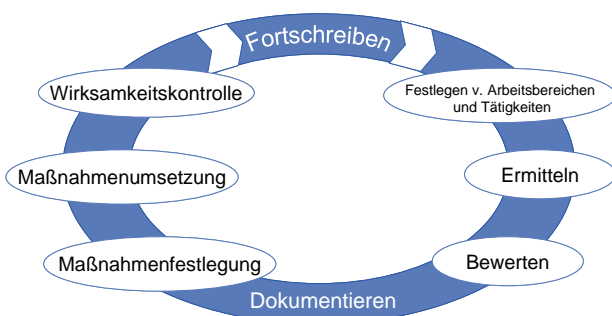 Fortschreiben
Wirksamkeitskontrolle
Festlegen v. Arbeitsbereichen
und Tätigkeiten
Maßnahmenumsetzung
Ermitteln
Maßnahmenfestlegung
Bewerten
Dokumentieren